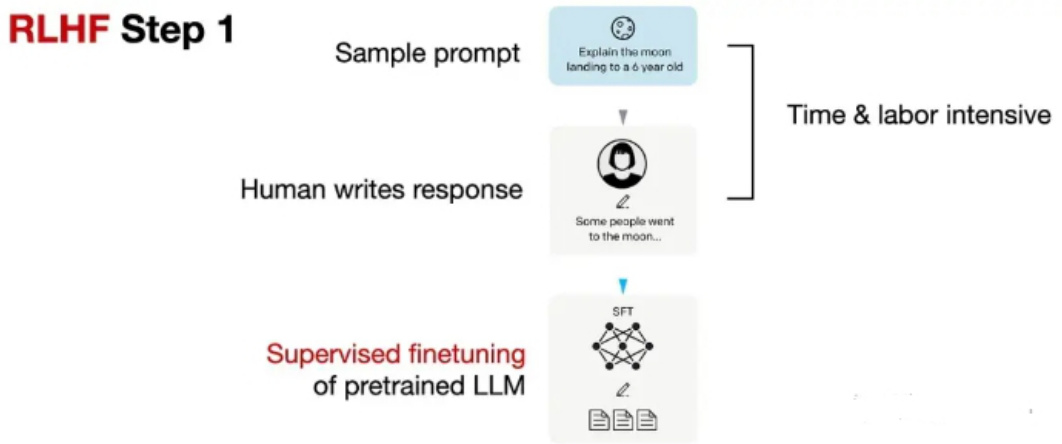 RLHF Step 1
Sample prompt
Explain the moon
landing to a 6 year old
Time & labor intensive
Human writes response
Some people went
to the moon...
SFT
Supervised finetuning
of pretrained LLM